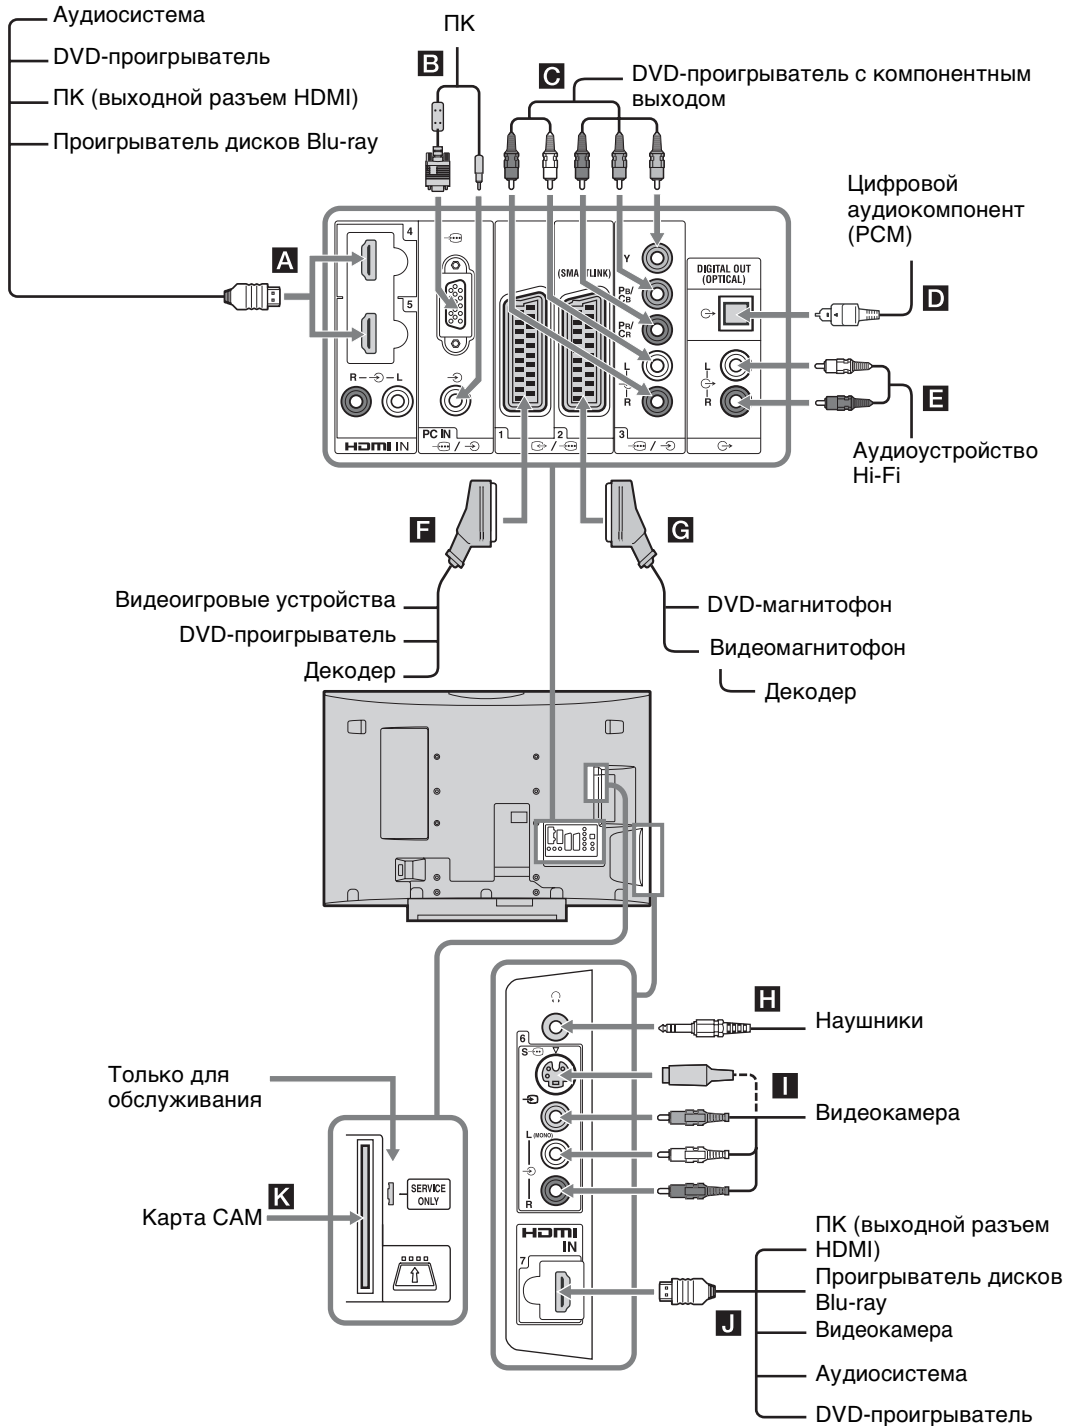 Аудиосистема
DVD-проигрыватель
ПК (выходной разъем HDMI)
Проигрыватель дисков Blu-ray
ПК
B
C
DVD-проигрыватель с компонентным
выходом
Цифровой
аудиокомпонент
(PCM)
A
4
5
R
L
HDMI IN
PC IN
1
(SMARTLINK)
2
Y
PB/
CB
PR/
CR
L
R
3
DIGITAL OUT
(OPTICAL)
L
R
D
E
Аудиоустройство
Hi-Fi
F
G
Видеоигровые устройства
DVD-проигрыватель
Декодер
DVD-магнитофон
Видеомагнитофон
Декодер
H
Наушники
6
S
I
Видеокамера
L (MONO)
R
Только для
обслуживания
SERVICE
ONLY
K
Карта CAM
HDMI
IN
7
J
ПК (выходной разъем
HDMI)
Проигрыватель дисков
Blu-ray
Видеокамера
Аудиосистема
DVD-проигрыватель